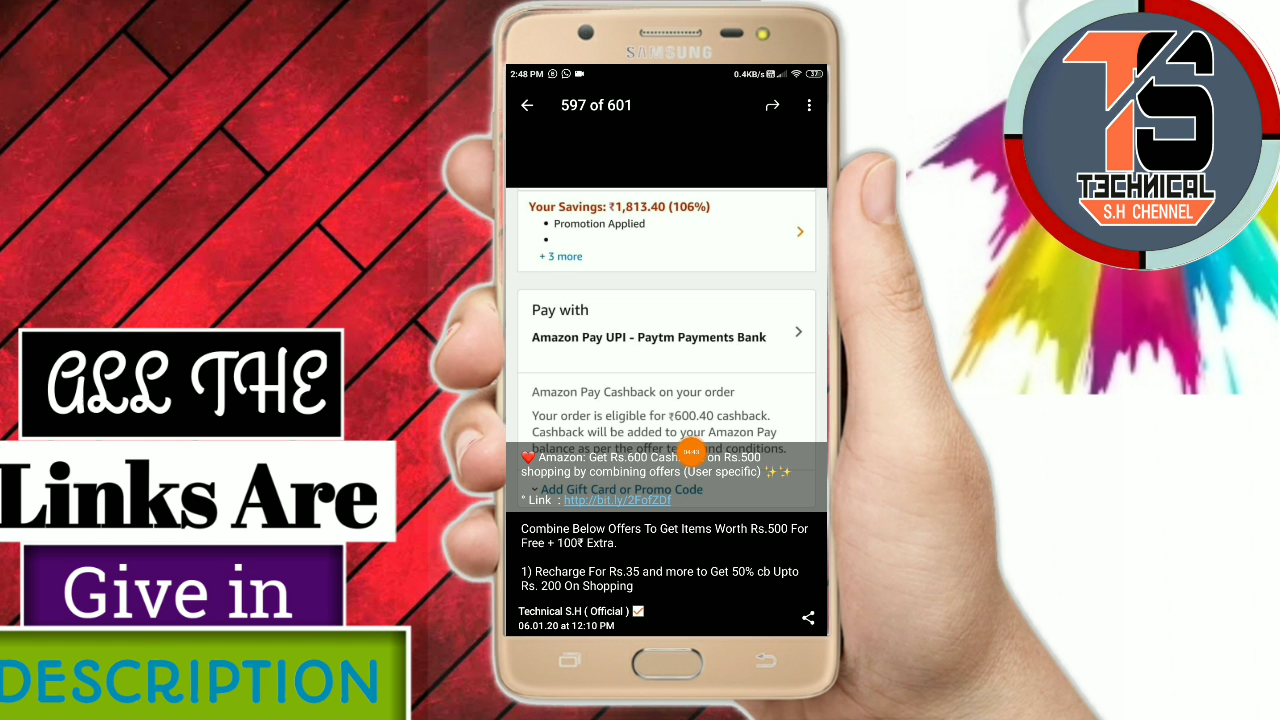 ALL THE
Links Are
Give in
DESCRIPTION
SAMSUNG
2:48 PM
0.4KB/s
37
597 of 601
Your Savings: ₹1,813.40 (106%)
• Promotion Applied
•
+ 3 more
Pay with
Amazon Pay UPI - Paytm Payments Bank
Amazon Pay Cashback on your order
Your order is eligible for ₹600.40 cashback.
Cashback will be added to your Amazon Pay
balance as per the offer terms and conditions.
04:43
❤️ Amazon: Get Rs.600 Cash on Rs.500
shopping by combining offers (User specific) ✨✨
Add Gift Card or Promo Code
° Link : http://bit.ly/2FofZDf
Combine Below Offers To Get Items Worth Rs.500 For
Free + 100₹ Extra.
1) Recharge For Rs.35 and more to Get 50% cb Upto
Rs. 200 On Shopping
Technical S.H ( Official ) ✅
06.01.20 at 12:10 PM
TS
TECHNICAL
S.H CHENNEL